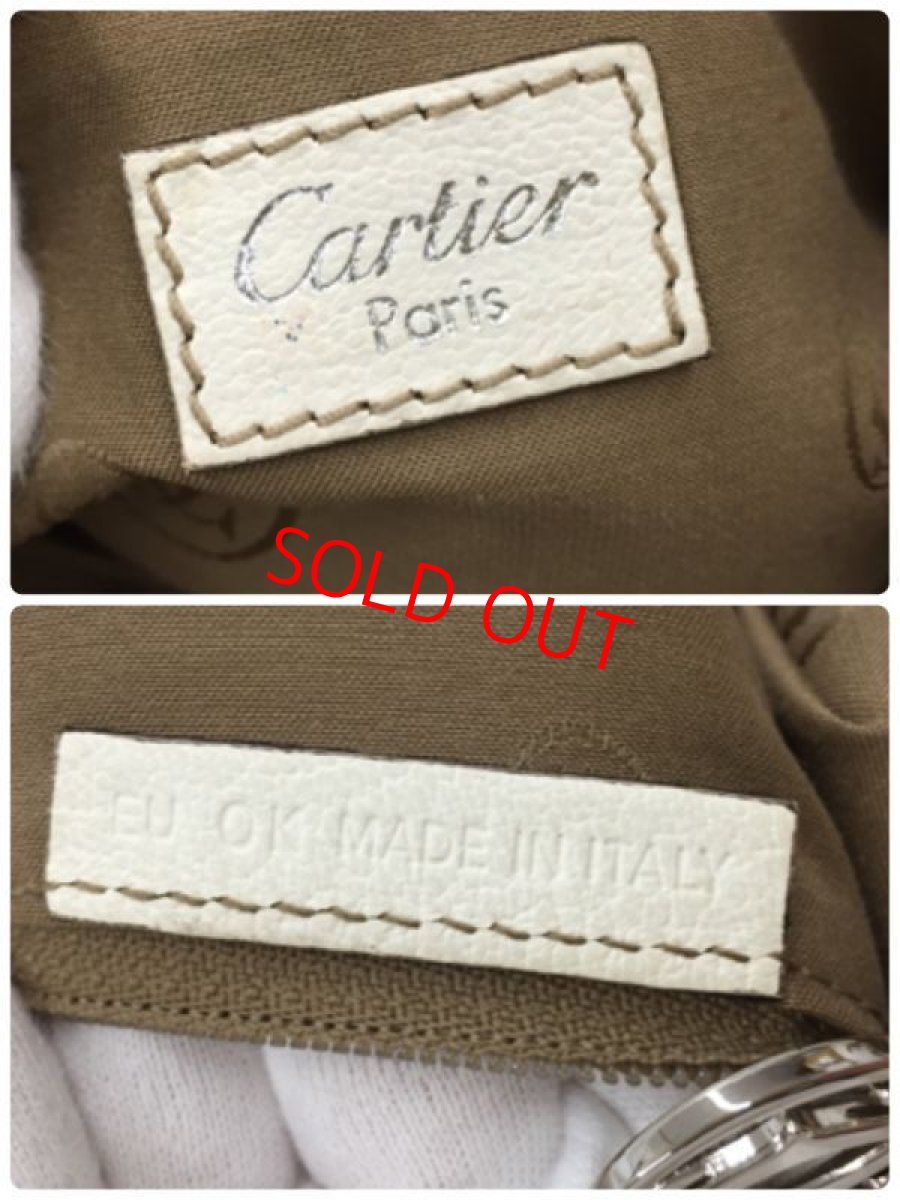 Cartier
Paris
SOLD OUT
EU OK MADE IN ITALY